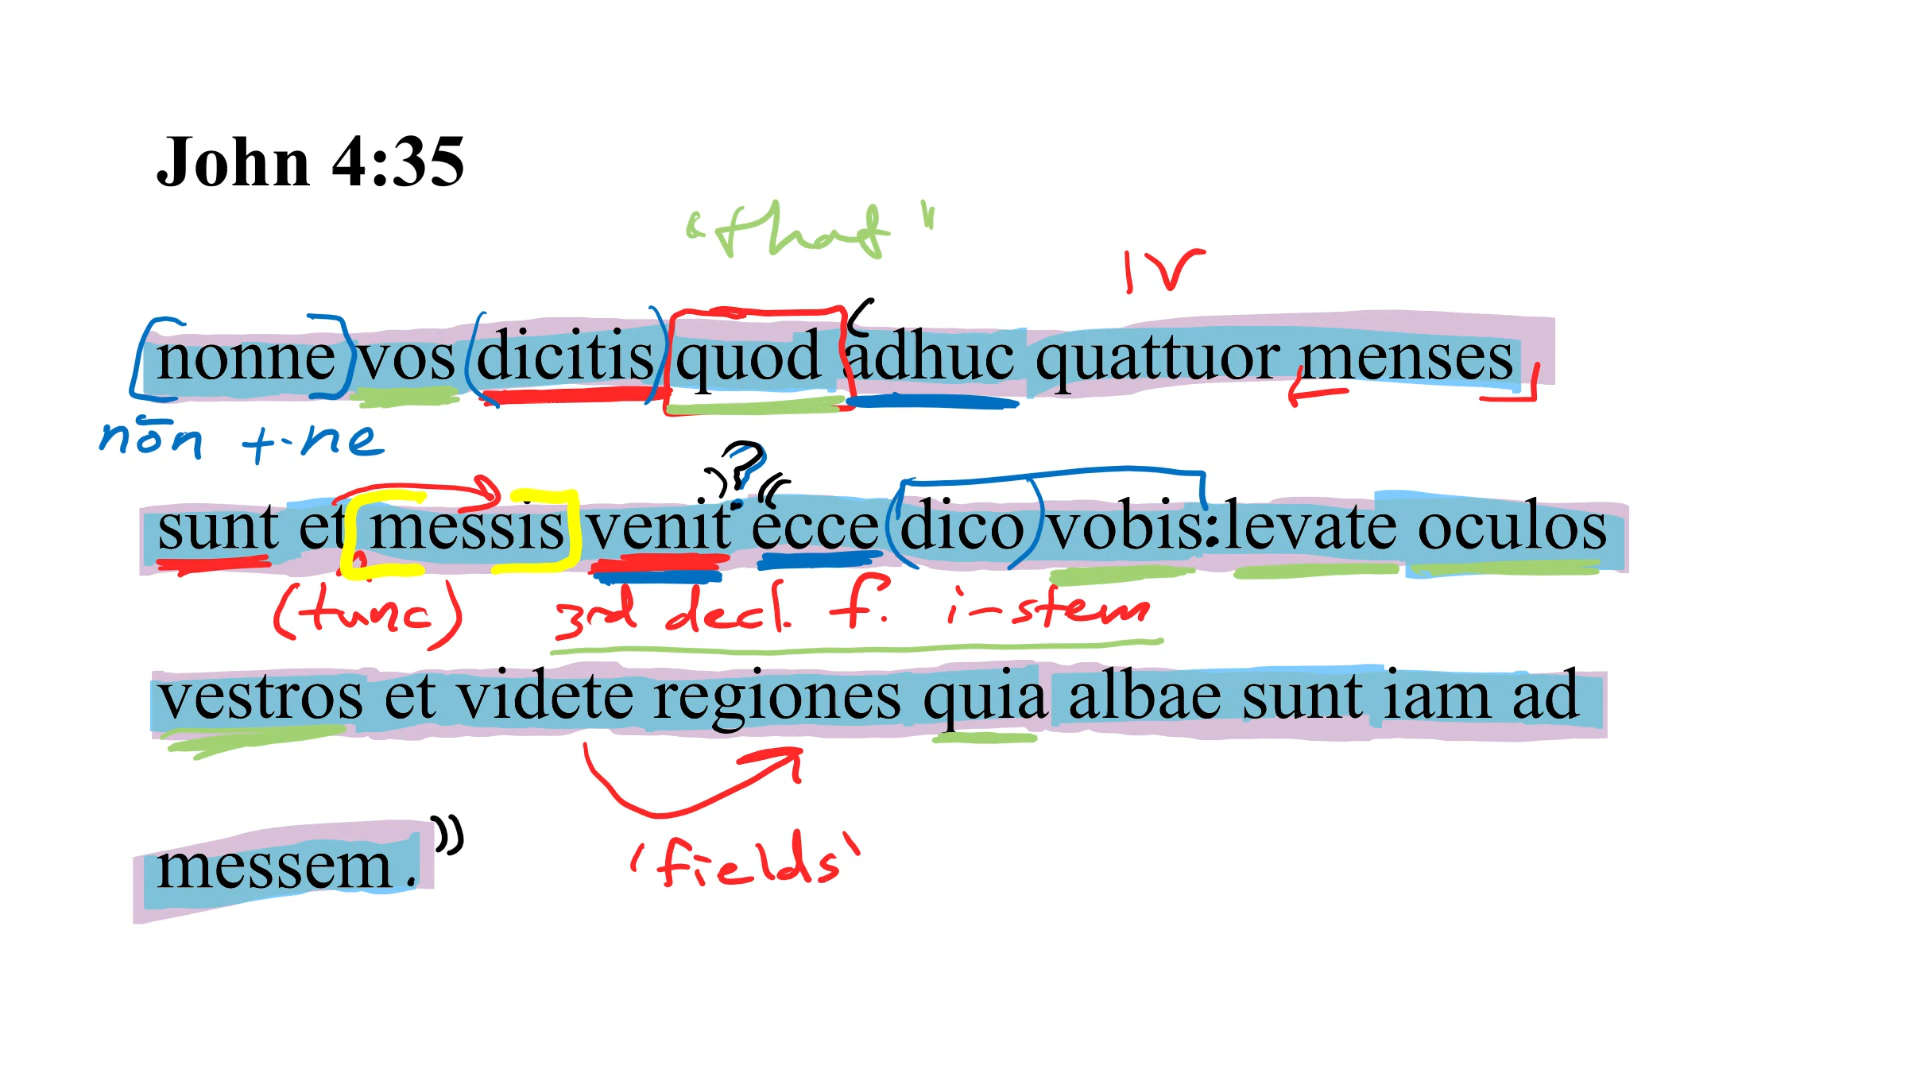 John 4:35
"that"
IV
nonne vos dicitis quod adhuc quattuor menses
nōn + -ne
sunt et messis venit? ecce dico vobis: levate oculos
(tunc) 3rd decl. f. i-stem
vestros et videte regiones quia albae sunt iam ad
messem.
'fields'